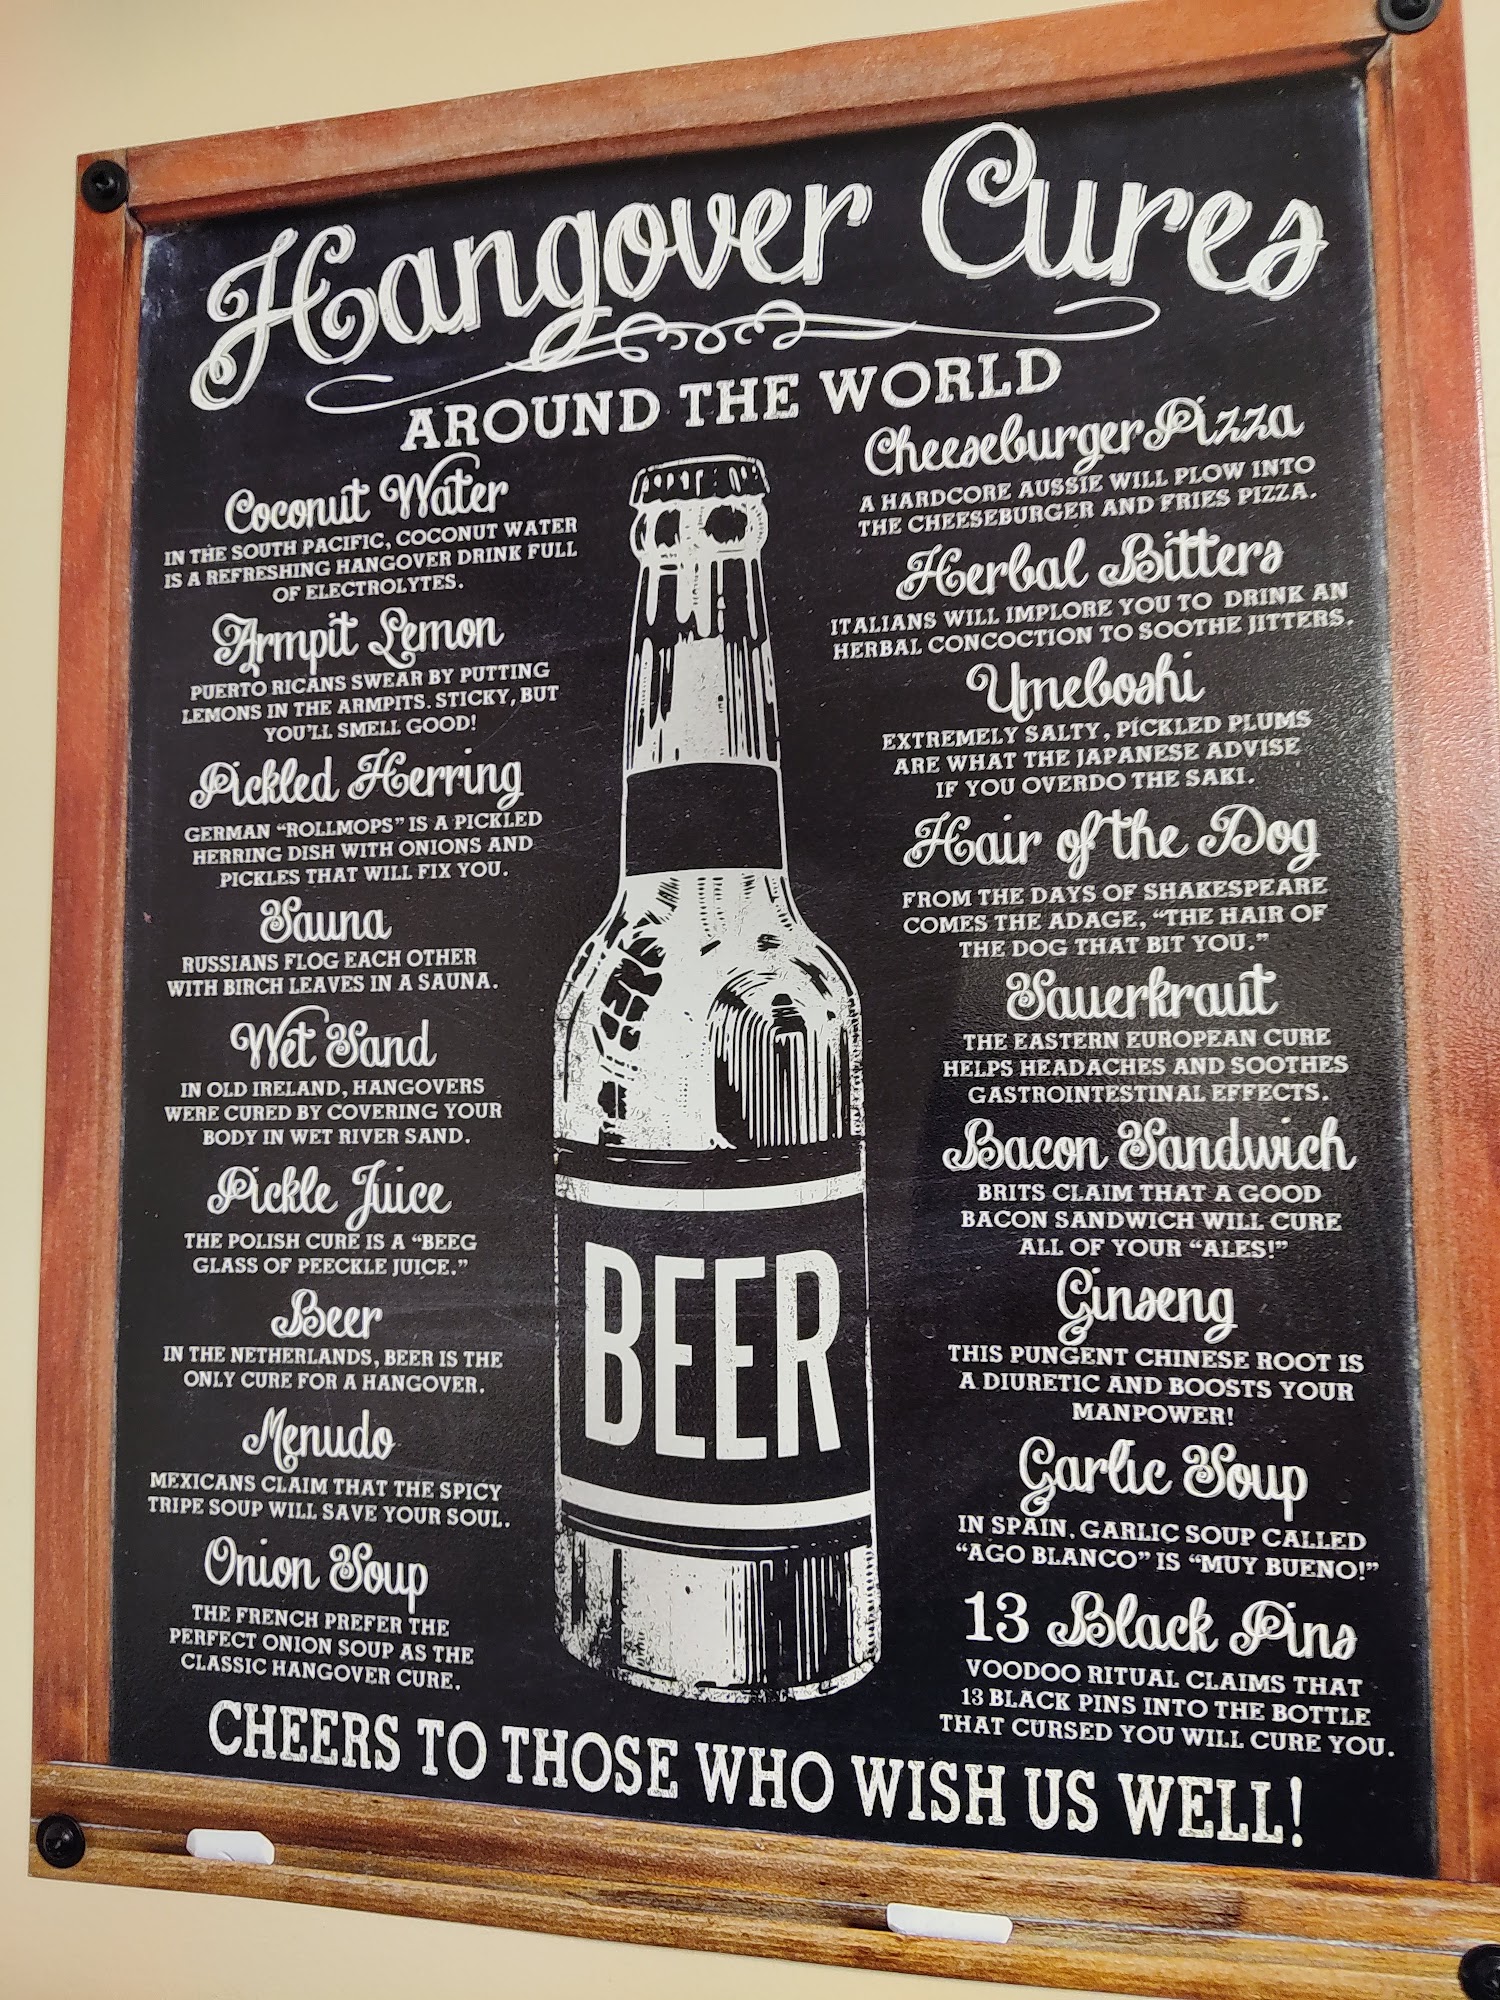 Hangover Cures
AROUND THE WORLD
Coconut Water
IN THE SOUTH PACIFIC, COCONUT WATER
IS A REFRESHING HANGOVER DRINK FULL
OF ELECTROLYTES.
Armpit Lemon
PUERTO RICANS SWEAR BY PUTTING
LEMONS IN THE ARMPITS. STICKY, BUT
YOU'LL SMELL GOOD!
Pickled Herring
GERMAN "ROLLMOPS" IS A PICKLED
HERRING DISH WITH ONIONS AND
PICKLES THAT WILL FIX YOU.
Sauna
RUSSIANS FLOG EACH OTHER
WITH BIRCH LEAVES IN A SAUNA.
Wet Sand
IN OLD IRELAND, HANGOVERS
WERE CURED BY COVERING YOUR
BODY IN WET RIVER SAND.
Pickle Juice
THE POLISH CURE IS A "BEEG
GLASS OF PEECKLE JUICE."
Beer
IN THE NETHERLANDS, BEER IS THE
ONLY CURE FOR A HANGOVER.
Menudo
MEXICANS CLAIM THAT THE SPICY
TRIPE SOUP WILL SAVE YOUR SOUL.
Onion Soup
THE FRENCH PREFER THE
PERFECT ONION SOUP AS THE
CLASSIC HANGOVER CURE.
BEER
Cheeseburger Pizza
A HARDCORE AUSSIE WILL PLOW INTO
THE CHEESEBURGER AND FRIES PIZZA.
Herbal Bitters
ITALIANS WILL IMPLORE YOU TO DRINK AN
HERBAL CONCOCTION TO SOOTHE JITTERS.
Umeboshi
EXTREMELY SALTY, PICKLED PLUMS
ARE WHAT THE JAPANESE ADVISE
IF YOU OVERDO THE SAKI.
Hair of the Dog
FROM THE DAYS OF SHAKESPEARE
COMES THE ADAGE, "THE HAIR OF
THE DOG THAT BIT YOU."
Sauerkraut
THE EASTERN EUROPEAN CURE
HELPS HEADACHES AND SOOTHES
GASTROINTESTINAL EFFECTS.
Bacon Sandwich
BRITS CLAIM THAT A GOOD
BACON SANDWICH WILL CURE
ALL OF YOUR "ALES!"
Ginseng
THIS PUNGENT CHINESE ROOT IS
A DIURETIC AND BOOSTS YOUR
MANPOWER!
Garlic Soup
IN SPAIN. GARLIC SOUP CALLED
"AGO BLANCO" IS "MUY BUENO!"
13 Black Pins
VOODOO RITUAL CLAIMS THAT
13 BLACK PINS INTO THE BOTTLE
THAT CURSED YOU WILL CURE YOU.
CHEERS TO THOSE WHO WISH US WELL!